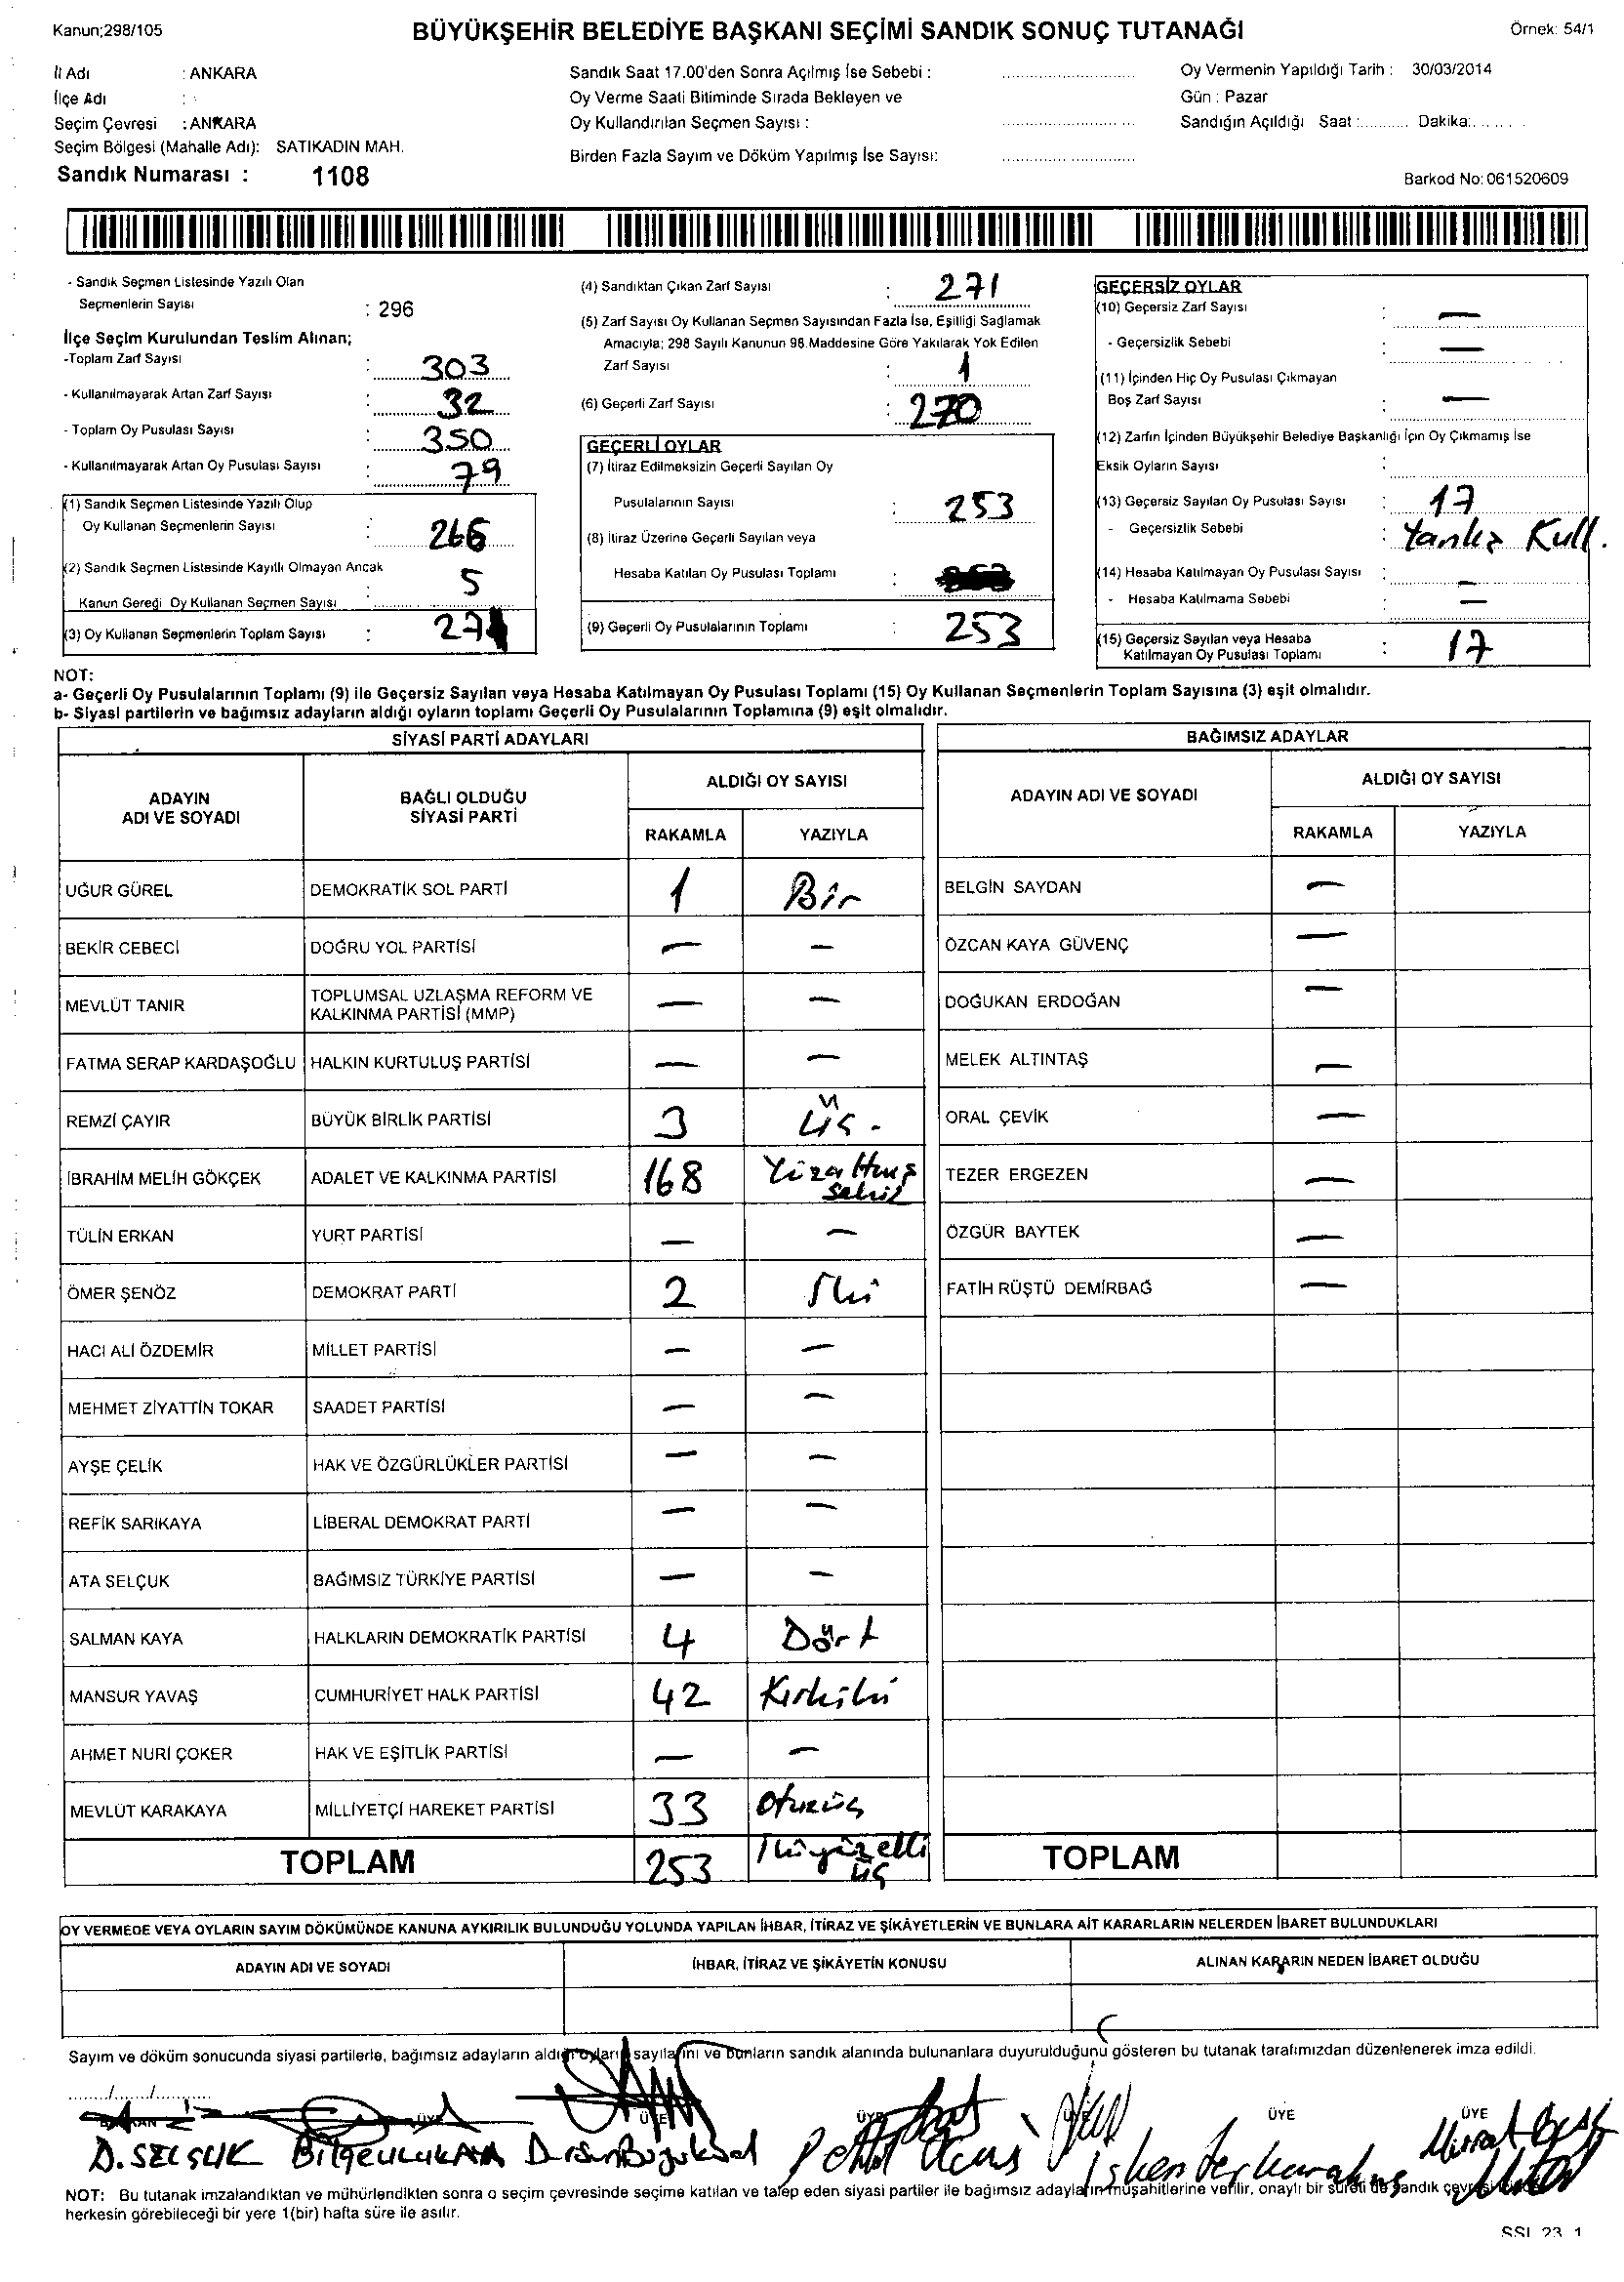 Kanun;298/105
BÜYÜKŞEHİR BELEDİYE BAŞKANI SEÇİMİ SANDIK SONUÇ TUTANAĞI
Örnek: 54/1
İl Adı : ANKARA
İlçe Adı :
Seçim Çevresi : ANKARA
Seçim Bölgesi (Mahalle Adı): SATIKADIN MAH.
Sandık Numarası : 1108
Sandık Saat 17.00'den Sonra Açılmış İse Sebebi :
Oy Verme Saati Bitiminde Sırada Bekleyen ve
Oy Kullandırılan Seçmen Sayısı :
Birden Fazla Sayım ve Döküm Yapılmış İse Sayısı:
Oy Vermenin Yapıldığı Tarih : 30/03/2014
Gün : Pazar
Sandığın Açıldığı Saat :.......... Dakika:.......
Barkod No: 061520609
- Sandık Seçmen Listesinde Yazılı Olan
Seçmenlerin Sayısı : 296
İlçe Seçim Kurulundan Teslim Alınan;
-Toplam Zarf Sayısı : 303
- Kullanılmayarak Artan Zarf Sayısı : 32
- Toplam Oy Pusulası Sayısı : 350
- Kullanılmayarak Artan Oy Pusulası Sayısı : 79
(1) Sandık Seçmen Listesinde Yazılı Olup
Oy Kullanan Seçmenlerin Sayısı : 266
(2) Sandık Seçmen Listesinde Kayıtlı Olmayan Ancak
Kanun Gereği Oy Kullanan Seçmen Sayısı : 5
(3) Oy Kullanan Seçmenlerin Toplam Sayısı :
(4) Sandıktan Çıkan Zarf Sayısı : 271
(5) Zarf Sayısı Oy Kullanan Seçmen Sayısından Fazla İse, Eşitliği Sağlamak
Amacıyla; 298 Sayılı Kanunun 98.Maddesine Göre Yakılarak Yok Edilen
Zarf Sayısı : 1
(6) Geçerli Zarf Sayısı : 270
GEÇERLİ OYLAR
(7) İtiraz Edilmeksizin Geçerli Sayılan Oy
Pusulalarının Sayısı : 253
(8) İtiraz Üzerine Geçerli Sayılan veya
Hesaba Katılan Oy Pusulası Toplamı :
(9) Geçerli Oy Pusulalarının Toplamı : 253
GEÇERSİZ OYLAR
(10) Geçersiz Zarf Sayısı : —
- Geçersizlik Sebebi : —
(11) İçinden Hiç Oy Pusulası Çıkmayan
Boş Zarf Sayısı : —
(12) Zarfın İçinden Büyükşehir Belediye Başkanlığı İçin Oy Çıkmamış İse
Eksik Oyların Sayısı :
(13) Geçersiz Sayılan Oy Pusulası Sayısı : 17
- Geçersizlik Sebebi : Yanlız Kull.
(14) Hesaba Katılmayan Oy Pusulası Sayısı : —
- Hesaba Katılmama Sebebi : —
(15) Geçersiz Sayılan veya Hesaba
Katılmayan Oy Pusulası Toplamı : 17
NOT:
a- Geçerli Oy Pusulalarının Toplamı (9) ile Geçersiz Sayılan veya Hesaba Katılmayan Oy Pusulası Toplamı (15) Oy Kullanan Seçmenlerin Toplam Sayısına (3) eşit olmalıdır.
b- Siyasi partilerin ve bağımsız adayların aldığı oyların toplamı Geçerli Oy Pusulalarının Toplamına (9) eşit olmalıdır.
SİYASİ PARTİ ADAYLARI
ADAYIN ADI VE SOYADI
BAĞLI OLDUĞU SİYASİ PARTİ
ALDIĞI OY SAYISI
RAKAMLA YAZIYLA
UĞUR GÜREL DEMOKRATİK SOL PARTİ 1 Bir
BEKİR CEBECİ DOĞRU YOL PARTİSİ — —
MEVLÜT TANIR TOPLUMSAL UZLAŞMA REFORM VE KALKINMA PARTİSİ (MMP) — —
FATMA SERAP KARDAŞOĞLU HALKIN KURTULUŞ PARTİSİ — —
REMZİ ÇAYIR BÜYÜK BİRLİK PARTİSİ 3 Üç -
İBRAHİM MELİH GÖKÇEK ADALET VE KALKINMA PARTİSİ 168
TÜLİN ERKAN YURT PARTİSİ — —
ÖMER ŞENÖZ DEMOKRAT PARTİ 2 İki
HACI ALİ ÖZDEMİR MİLLET PARTİSİ — —
MEHMET ZİYATTİN TOKAR SAADET PARTİSİ — —
AYŞE ÇELİK HAK VE ÖZGÜRLÜKLER PARTİSİ — —
REFİK SARIKAYA LİBERAL DEMOKRAT PARTİ — —
ATA SELÇUK BAĞIMSIZ TÜRKİYE PARTİSİ — —
SALMAN KAYA HALKLARIN DEMOKRATİK PARTİSİ 4 Dört
MANSUR YAVAŞ CUMHURİYET HALK PARTİSİ 42 Kırkiki
AHMET NURİ ÇOKER HAK VE EŞİTLİK PARTİSİ — —
MEVLÜT KARAKAYA MİLLİYETÇİ HAREKET PARTİSİ 33 Otuzüç
TOPLAM 253 İkiyüzelli üç
BAĞIMSIZ ADAYLAR
ADAYIN ADI VE SOYADI
ALDIĞI OY SAYISI
RAKAMLA YAZIYLA
BELGİN SAYDAN —
ÖZCAN KAYA GÜVENÇ —
DOĞUKAN ERDOĞAN —
MELEK ALTINTAŞ —
ORAL ÇEVİK —
TEZER ERGEZEN —
ÖZGÜR BAYTEK —
FATİH RÜŞTÜ DEMİRBAĞ —
TOPLAM
OY VERMEDE VEYA OYLARIN SAYIM DÖKÜMÜNDE KANUNA AYKIRILIK BULUNDUĞU YOLUNDA YAPILAN İHBAR, İTİRAZ VE ŞİKÂYETLERİN VE BUNLARA AİT KARARLARIN NELERDEN İBARET BULUNDUKLARI
ADAYIN ADI VE SOYADI
İHBAR, İTİRAZ VE ŞİKÂYETİN KONUSU
ALINAN KARARIN NEDEN İBARET OLDUĞU
Sayım ve döküm sonucunda siyasi partilerle, bağımsız adayların aldığı oyların sayılarını ve bunların sandık alanında bulunanlara duyurulduğunu gösteren bu tutanak tarafımızdan düzenlenerek imza edildi.
......../......../............
ÜYE ÜYE ÜYE
D. SELÇUK
NOT: Bu tutanak imzalandıktan ve mühürlendikten sonra o seçim çevresinde seçime katılan ve talep eden siyasi partiler ile bağımsız adayların müşahitlerine verilir, onaylı bir sureti de sandık
herkesin görebileceği bir yere 1(bir) hafta süre ile asılır.
SSI 23 1